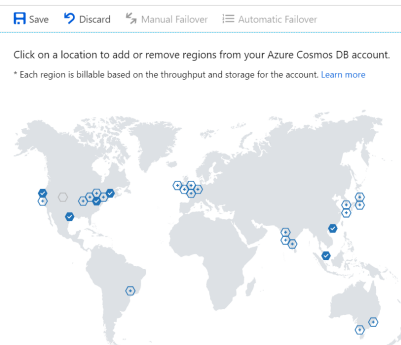 Save Discard Manual Failover Automatic Failover
Click on a location to add or remove regions from your Azure Cosmos DB account.
* Each region is billable based on the throughput and storage for the account. Learn more